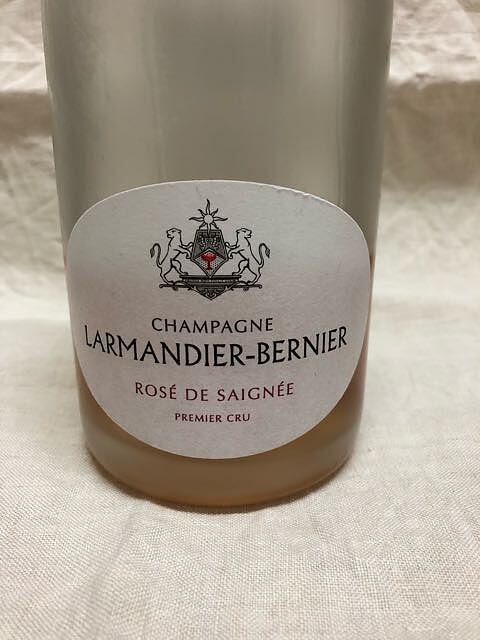 CHAMPAGNE
LARMANDIER-BERNIER
ROSÉ DE SAIGNÉE
PREMIER CRU